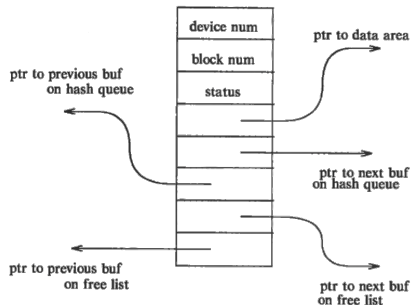 device num
ptr to data area
block num
ptr to previous buf
on hash queue
status
ptr to next buf
on hash queue
ptr to previous buf
on free list
ptr to next buf
on free list